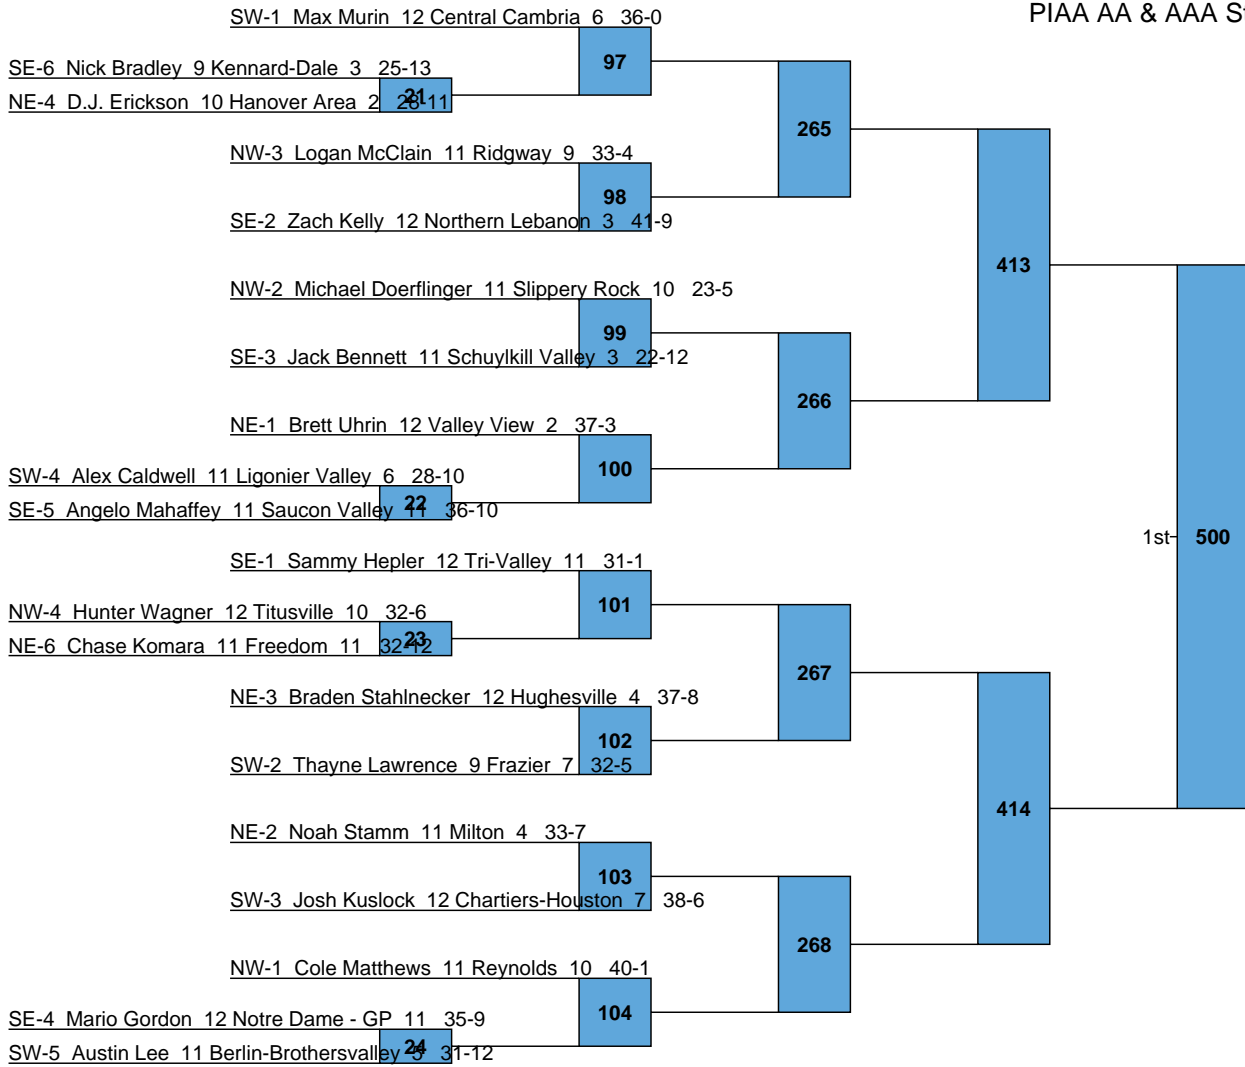 PIAA AA & AAA S
SW-1 Max Murin 12 Central Cambria 6 36-0
97
SE-6 Nick Bradley 9 Kennard-Dale 3 25-13
21
NE-4 D.J. Erickson 10 Hanover Area 2 28-11
265
NW-3 Logan McClain 11 Ridgway 9 33-4
98
SE-2 Zach Kelly 12 Northern Lebanon 3 41-9
413
NW-2 Michael Doerflinger 11 Slippery Rock 10 23-5
99
SE-3 Jack Bennett 11 Schuylkill Valley 3 22-12
266
NE-1 Brett Uhrin 12 Valley View 2 37-3
100
SW-4 Alex Caldwell 11 Ligonier Valley 6 28-10
22
SE-5 Angelo Mahaffey 11 Saucon Valley 11 36-10
1st
500
SE-1 Sammy Hepler 12 Tri-Valley 11 31-1
101
NW-4 Hunter Wagner 12 Titusville 10 32-6
23
NE-6 Chase Komara 11 Freedom 11 32-12
267
NE-3 Braden Stahlnecker 12 Hughesville 4 37-8
102
SW-2 Thayne Lawrence 9 Frazier 7 32-5
414
NE-2 Noah Stamm 11 Milton 4 33-7
103
SW-3 Josh Kuslock 12 Chartiers-Houston 7 38-6
268
NW-1 Cole Matthews 11 Reynolds 10 40-1
104
SE-4 Mario Gordon 12 Notre Dame - GP 11 35-9
24
SW-5 Austin Lee 11 Berlin-Brothersvalley 5 31-12